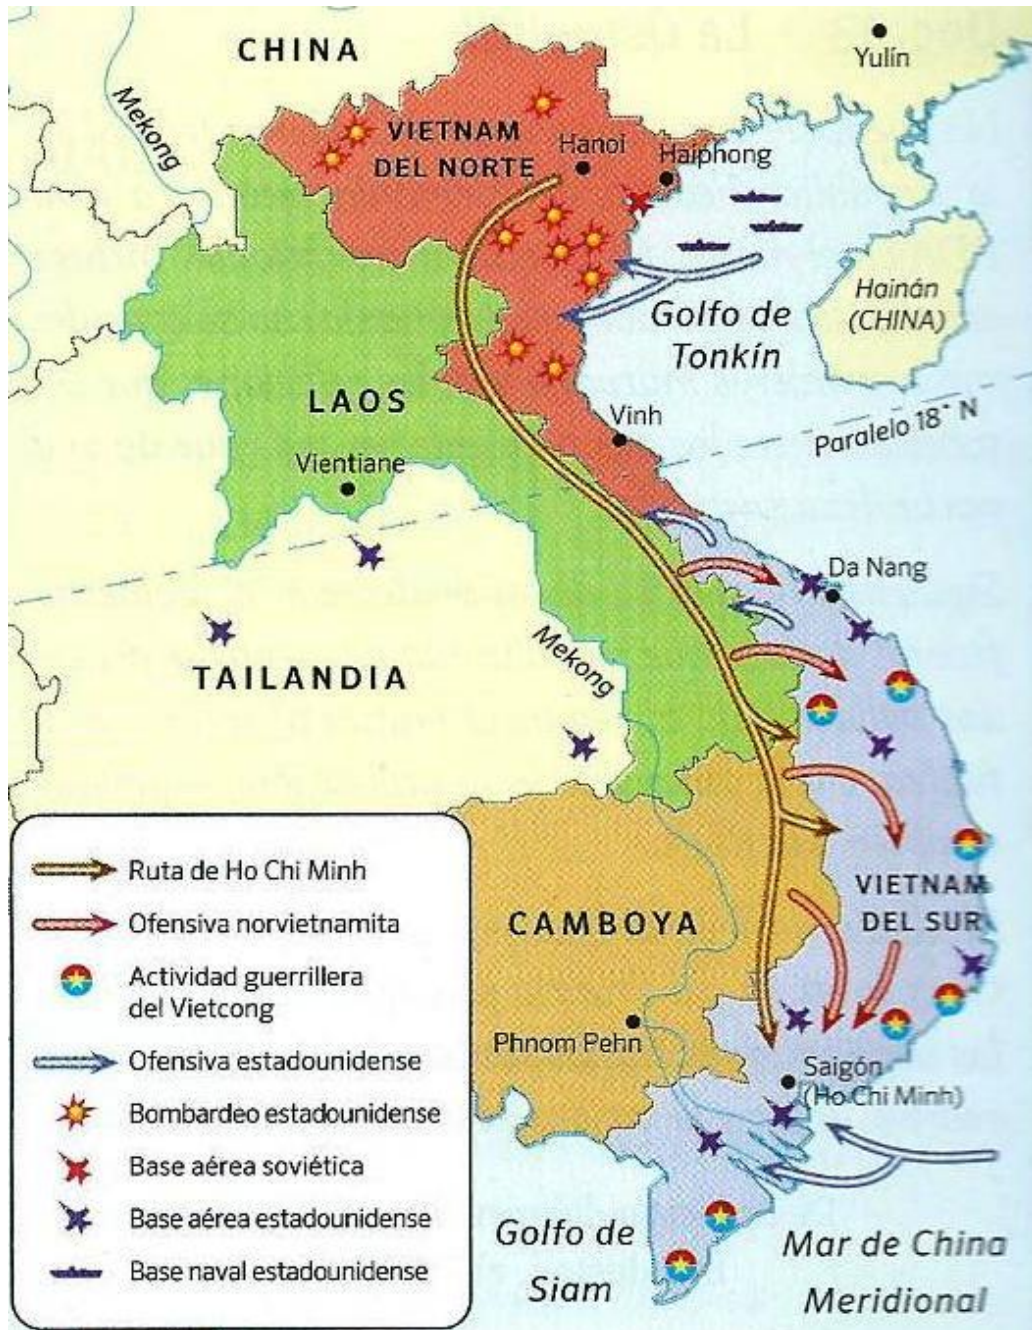 CHINA
Yulín
Mekong
VIETNAM
DEL NORTE
Hanoi
Haiphong
Hainán
(CHINA)
Golfo de
Tonkín
LAOS
Vinh
Paralelo 18° N
Vientiane
Da Nang
Mekong
TAILANDIA
VIETNAM
DEL SUR
CAMBOYA
Phnom Pehn
Saigón
(Ho Chi Minh)
Golfo de
Siam
Mar de China
Meridional
Ruta de Ho Chi Minh
Ofensiva norvietnamita
Actividad guerrillera
del Vietcong
Ofensiva estadounidense
Bombardeo estadounidense
Base aérea soviética
Base aérea estadounidense
Base naval estadounidense